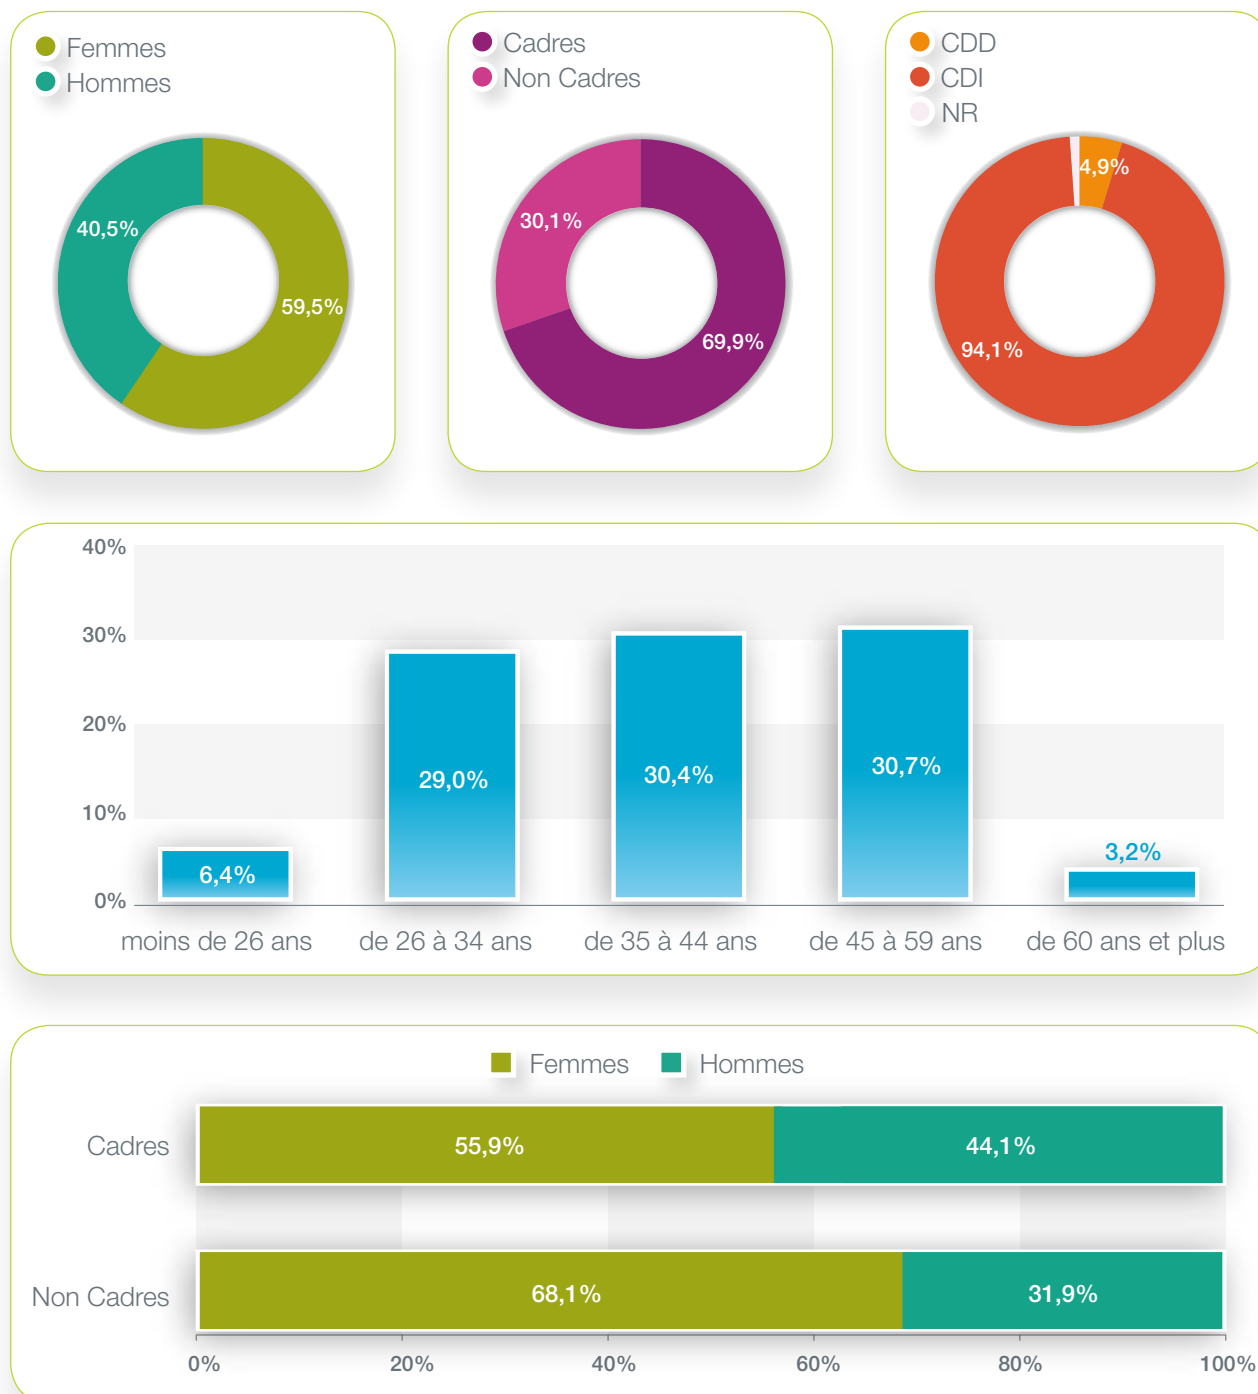 Femmes
Hommes
40,5%
59,5%
Cadres
Non Cadres
30,1%
69,9%
CDD
CDI
NR
4,9%
94,1%
40%
30%
20%
10%
0%
6,4%
29,0%
30,4%
30,7%
3,2%
moins de 26 ans
de 26 à 34 ans
de 35 à 44 ans
de 45 à 59 ans
de 60 ans et plus
Femmes Hommes
Cadres 55,9% 44,1%
Non Cadres 68,1% 31,9%
0% 20% 40% 60% 80% 100%